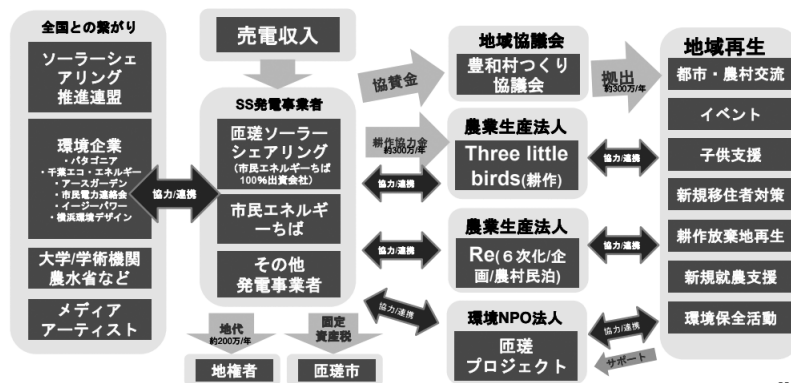 全国との繋がり
ソーラーシェ
アリング
推進連盟
環境企業
・パタゴニア
・千葉エコ・エネルギー
・アースガーデン
・市民電力連絡会
・イージーパワー
・横浜環境デザイン
大学/学術機関
農水省など
メディア
アーティスト
協力/連携
売電収入
SS発電事業者
匝瑳ソーラー
シェアリング
(市民エネルギーちば
100%出資会社)
市民エネルギ
ーちば
その他
発電事業者
地代
約200万/年
固定
資産税
地権者
匝瑳市
協賛金
耕作協力金
約300万/年
協力/連携
協力/連携
協力/連携
地域協議会
豊和村つくり
協議会
農業生産法人
Three little
birds(耕作)
農業生産法人
Re(6次化/企
画/農村民泊)
環境NPO法人
匝瑳
プロジェクト
拠出
約300万/年
協力/連携
協力/連携
協力/連携
サポート
地域再生
都市・農村交流
イベント
子供支援
新規移住者対策
耕作放棄地再生
新規就農支援
環境保全活動